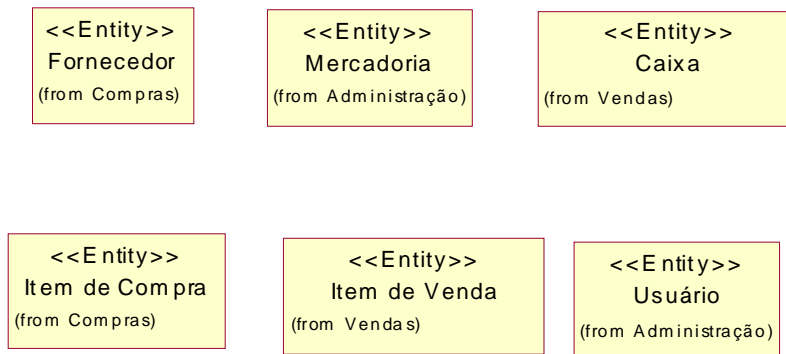 <<Entity>>
Fornecedor
(from Compras)
<<Entity>>
Mercadoria
(from Administração)
<<Entity>>
Caixa
(from Vendas)
<<Entity>>
Item de Compra
(from Compras)
<<Entity>>
Item de Venda
(from Vendas)
<<Entity>>
Usuário
(from Administração)